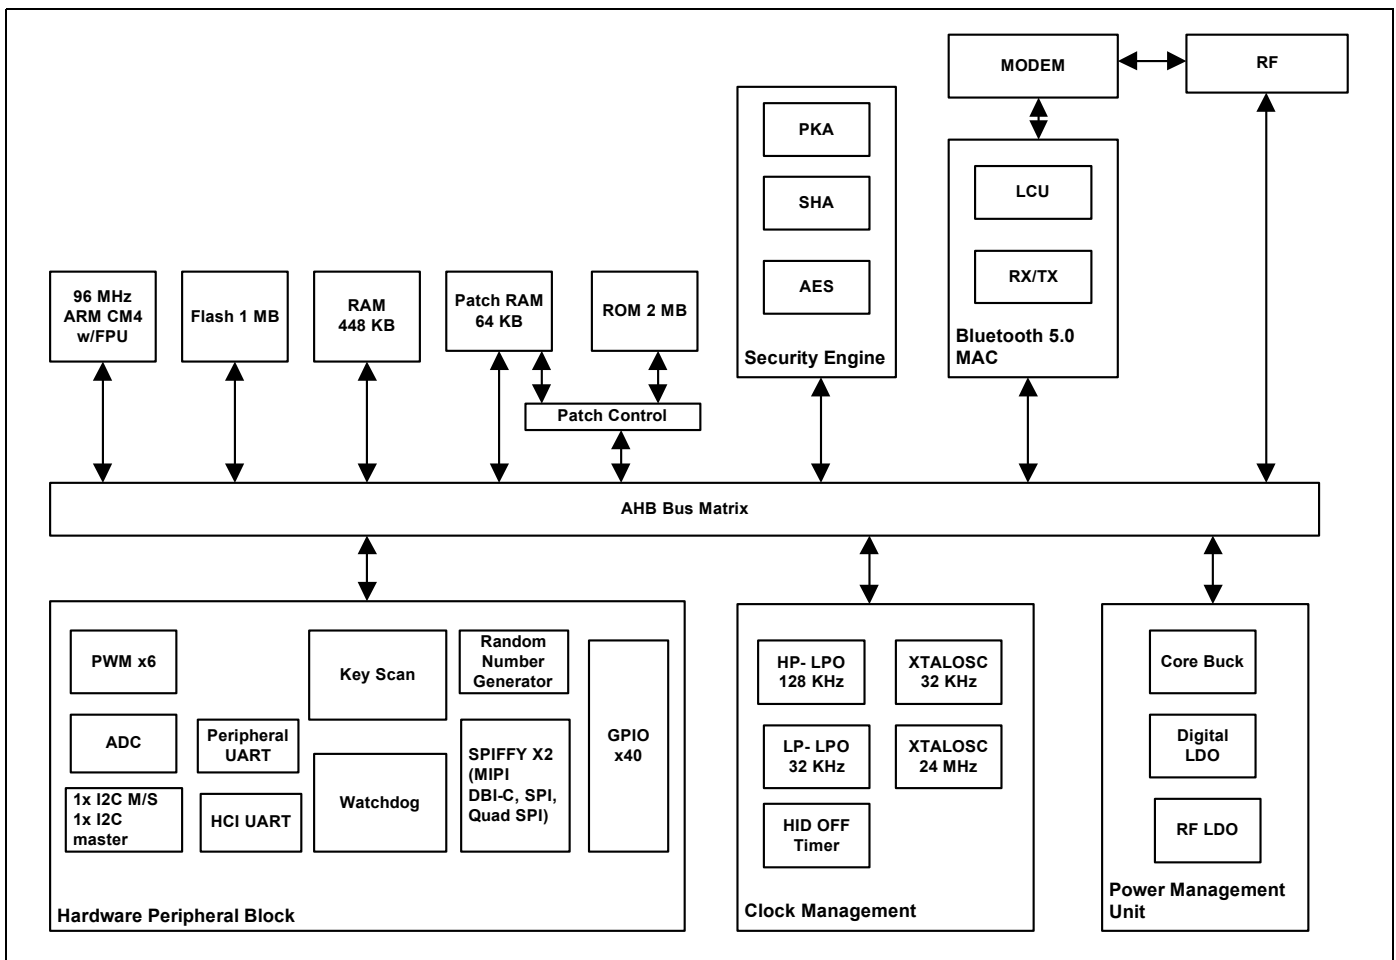 MODEM
RF
PKA
SHA
AES
Security Engine
LCU
RX/TX
Bluetooth 5.0
MAC
96 MHz
ARM CM4
w/FPU
Flash 1 MB
RAM
448 KB
Patch RAM
64 KB
ROM 2 MB
Patch Control
AHB Bus Matrix
PWM x6
ADC
1x I2C M/S
1x I2C
master
Peripheral
UART
HCI UART
Key Scan
Watchdog
Random
Number
Generator
SPIFFY X2
(MIPI
DBI-C, SPI,
Quad SPI)
GPIO
x40
Hardware Peripheral Block
HP- LPO
128 KHz
XTALOSC
32 KHz
LP- LPO
32 KHz
XTALOSC
24 MHz
HID OFF
Timer
Clock Management
Core Buck
Digital
LDO
RF LDO
Power Management
Unit